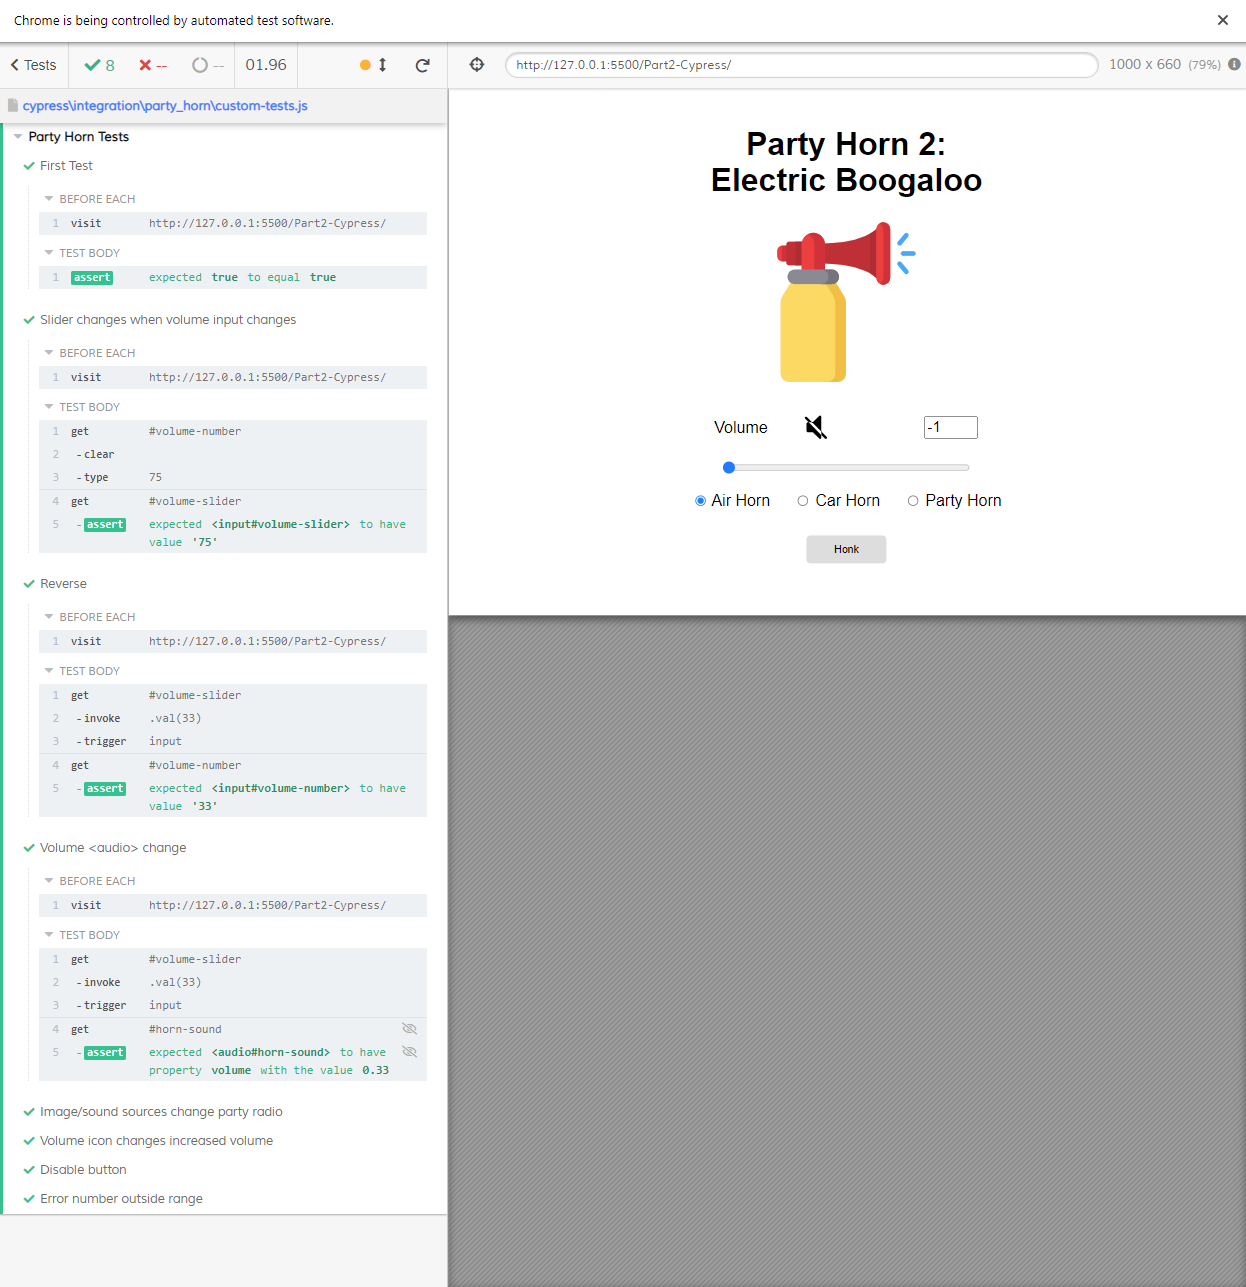 Chrome is being controlled by automated test software.
Tests 8 -- -- 01.96
http://127.0.0.1:5500/Part2-Cypress/ 1000 x 660 (79%)
cypress\integration\party_horn\custom-tests.js
Party Horn Tests
First Test
BEFORE EACH
1 visit http://127.0.0.1:5500/Part2-Cypress/
TEST BODY
1 assert expected true to equal true
Slider changes when volume input changes
BEFORE EACH
1 visit http://127.0.0.1:5500/Part2-Cypress/
TEST BODY
1 get #volume-number
2 -clear
3 -type 75
4 get #volume-slider
5 -assert expected <input#volume-slider> to have
value '75'
Reverse
BEFORE EACH
1 visit http://127.0.0.1:5500/Part2-Cypress/
TEST BODY
1 get #volume-slider
2 -invoke .val(33)
3 -trigger input
4 get #volume-number
5 -assert expected <input#volume-number> to have
value '33'
Volume <audio> change
BEFORE EACH
1 visit http://127.0.0.1:5500/Part2-Cypress/
TEST BODY
1 get #volume-slider
2 -invoke .val(33)
3 -trigger input
4 get #horn-sound
5 -assert expected <audio#horn-sound> to have
property volume with the value 0.33
Image/sound sources change party radio
Volume icon changes increased volume
Disable button
Error number outside range
Party Horn 2:
Electric Boogaloo
Volume -1
Air Horn Car Horn Party Horn
Honk